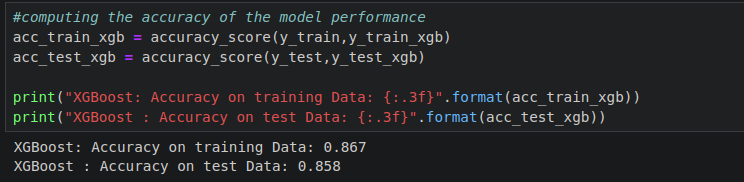 #computing the accuracy of the model performance
acc_train_xgb = accuracy_score(y_train,y_train_xgb)
acc_test_xgb = accuracy_score(y_test,y_test_xgb)
print("XGBoost: Accuracy on training Data: {:.3f}".format(acc_train_xgb))
print("XGBoost : Accuracy on test Data: {:.3f}".format(acc_test_xgb))
XGBoost: Accuracy on training Data: 0.867
XGBoost : Accuracy on test Data: 0.858